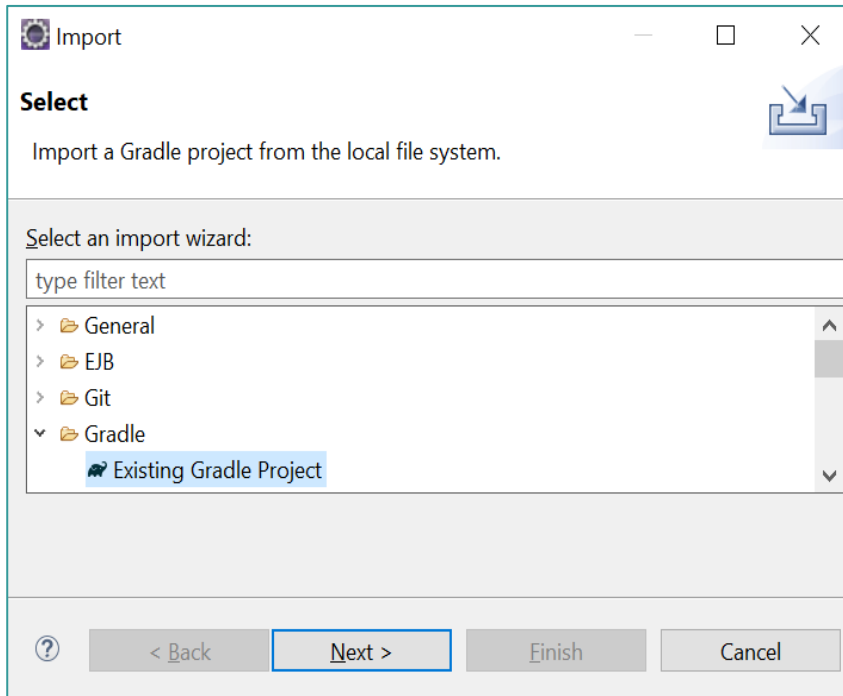 Import
Select
Import a Gradle project from the local file system.
Select an import wizard:
type filter text
General
EJB
Git
Gradle
Existing Gradle Project
? < Back Next > Finish Cancel